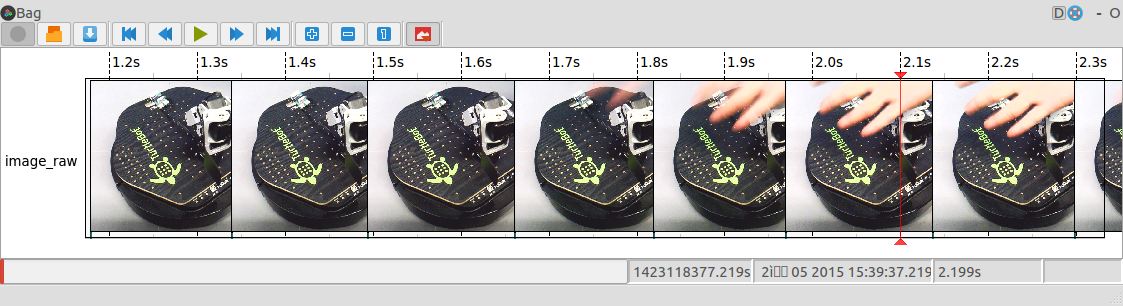 Bag
D
- O
1
1.2s 1.3s 1.4s 1.5s 1.6s 1.7s 1.8s 1.9s 2.0s 2.1s 2.2s 2.3s
image_raw
TurtleBot TurtleBot TurtleBot TurtleBot TurtleBot TurtleBot TurtleBot
1423118377.219s 2ì 05 2015 15:39:37.219 2.199s